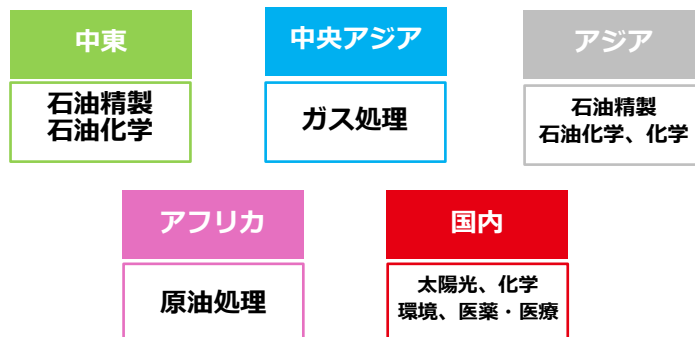 中東
石油精製
石油化学
中央アジア
ガス処理
アジア
石油精製
石油化学、化学
アフリカ
原油処理
国内
太陽光、化学
環境、医薬・医療